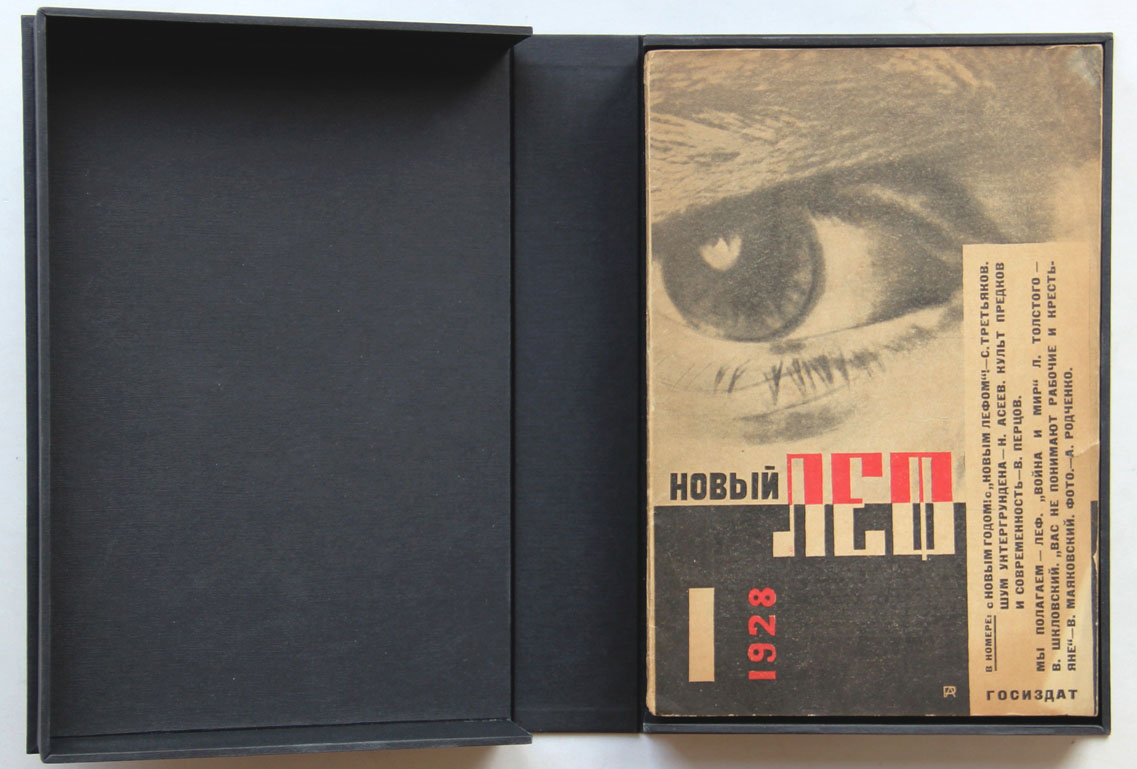 НОВЫЙ ЛЕФ
1
1928
В НОМЕРЕ: с НОВЫМ ГОДОМ! с „НОВЫМ ЛЕФОМ“!—С. ТРЕТЬЯКОВ.
ШУМ УНТЕРГРУНДЕНА—Н. АСЕЕВ. КУЛЬТ ПРЕДКОВ
И СОВРЕМЕННОСТЬ—В. ПЕРЦОВ.
МЫ ПОЛАГАЕМ—ЛЕФ. „ВОЙНА И МИР“ Л. ТОЛСТОГО—
В. ШКЛОВСКИЙ. „ВАС НЕ ПОНИМАЮТ РАБОЧИЕ И КРЕСТЬ-
ЯНЕ“—В. МАЯКОВСКИЙ. ФОТО.—А. РОДЧЕНКО.
ГОСИЗДАТ